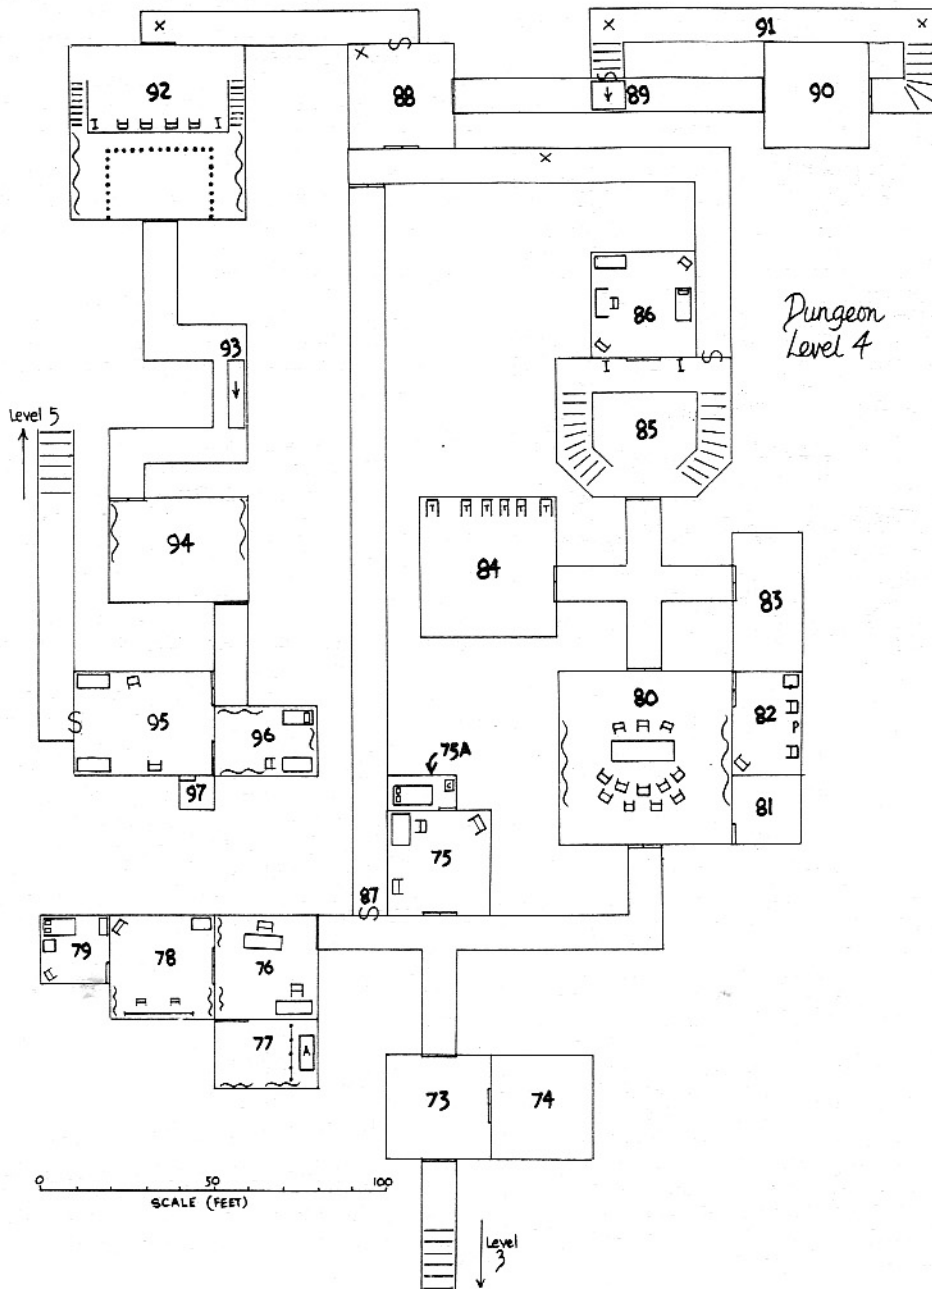 X
X
91
S
92
X
88
S
89
90
I
I
X
86
Dungeon
Level 4
93
I
I
S
Level 5
85
T T T T T T
94
84
83
80
S
95
96
82
P
75A
97
C
81
75
87
S
79
78
76
77
A
73
74
0
50
100
SCALE (FEET)
Level
3